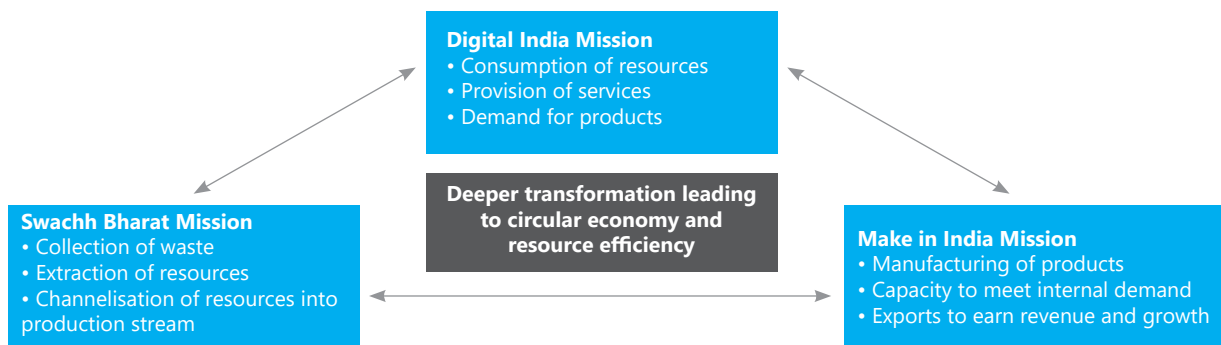 Digital India Mission
• Consumption of resources
• Provision of services
• Demand for products
Deeper transformation leading
to circular economy and
resource efficiency
Swachh Bharat Mission
• Collection of waste
• Extraction of resources
• Channelisation of resources into
production stream
Make in India Mission
• Manufacturing of products
• Capacity to meet internal demand
• Exports to earn revenue and growth